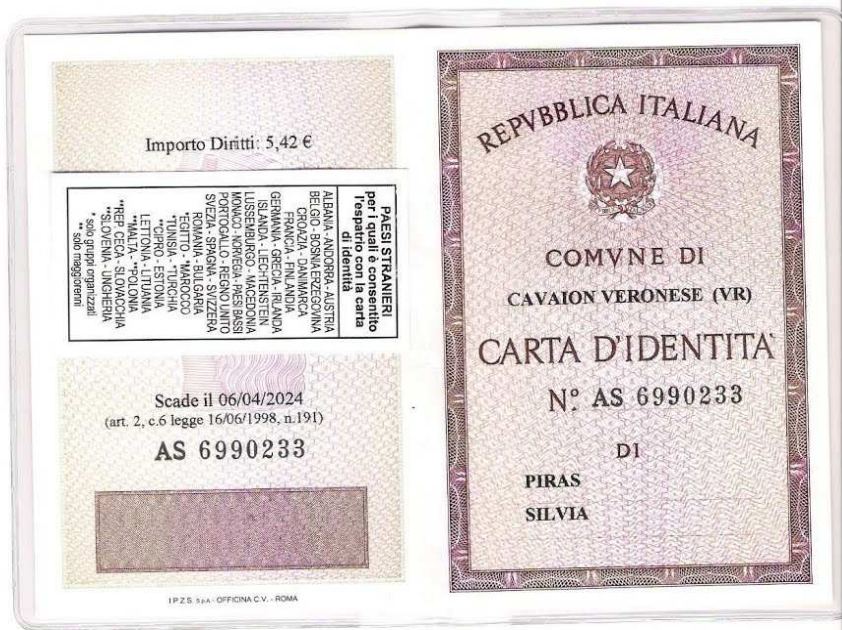 Importo Diritti: 5,42 €
PAESI STRANIERI
per i quali è consentito
l'espatrio con la carta
di identità
ALBANIA - ANDORRA - AUSTRIA
BELGIO - BOSNIA ERZEGOVINA
CROAZIA - DANIMARCA
FRANCIA - FINLANDIA
GERMANIA - GRECIA - IRLANDA
ISLANDA - LIECHTENSTEIN
LUSSEMBURGO - MACEDONIA
MONACO - NORVEGIA - PAESI BASSI
PORTOGALLO - REGNO UNITO
SVEZIA - SPAGNA - SVIZZERA
ROMANIA - BULGARIA
*EGITTO - *MAROCCO
*TUNISIA - *TURCHIA
**CIPRO - ESTONIA
LETTONIA - LITUANIA
**MALTA - **POLONIA
**REP. CECA - SLOVACCHIA
**SLOVENIA - UNGHERIA
* solo gruppi organizzati
** solo maggiorenni
Scade il 06/04/2024
(art. 2, c.6 legge 16/06/1998, n.191)
AS 6990233
I P Z S. S.p.A. - OFFICINA C.V. - ROMA
REPVBBLICA ITALIANA
COMVNE DI
CAVAION VERONESE (VR)
CARTA D'IDENTITA'
Nº. AS 6990233
DI
PIRAS
SILVIA